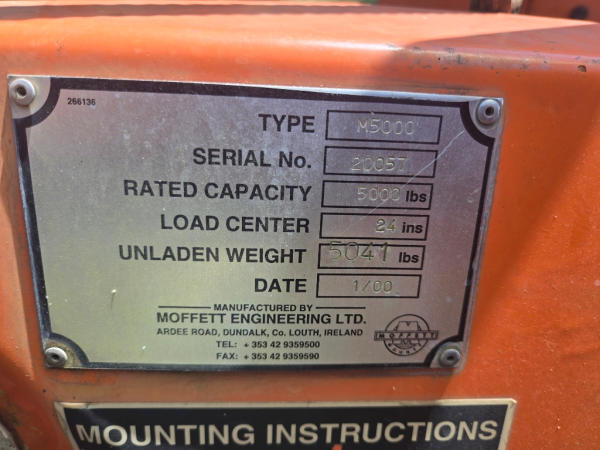 266136
TYPE M5000
SERIAL No.
RATED CAPACITY 5000 lbs
LOAD CENTER 24 ins
UNLADEN WEIGHT 5041 lbs
DATE 1/00
MANUFACTURED BY
MOFFETT ENGINEERING LTD.
ARDEE ROAD, DUNDALK, Co. LOUTH, IRELAND
TEL: + 353 42 9359500
FAX: + 353 42 9359590
MOFFETT
MOUNTING INSTRUCTIONS